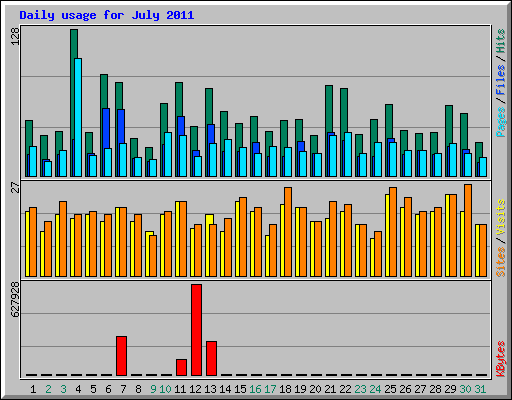 Daily usage for July 2011
128
Pages / Files / Hits
27
Sites / Visits
627928
KBytes
1 2 3 4 5 6 7 8 9 10 11 12 13 14 15 16 17 18 19 20 21 22 23 24 25 26 27 28 29 30 31